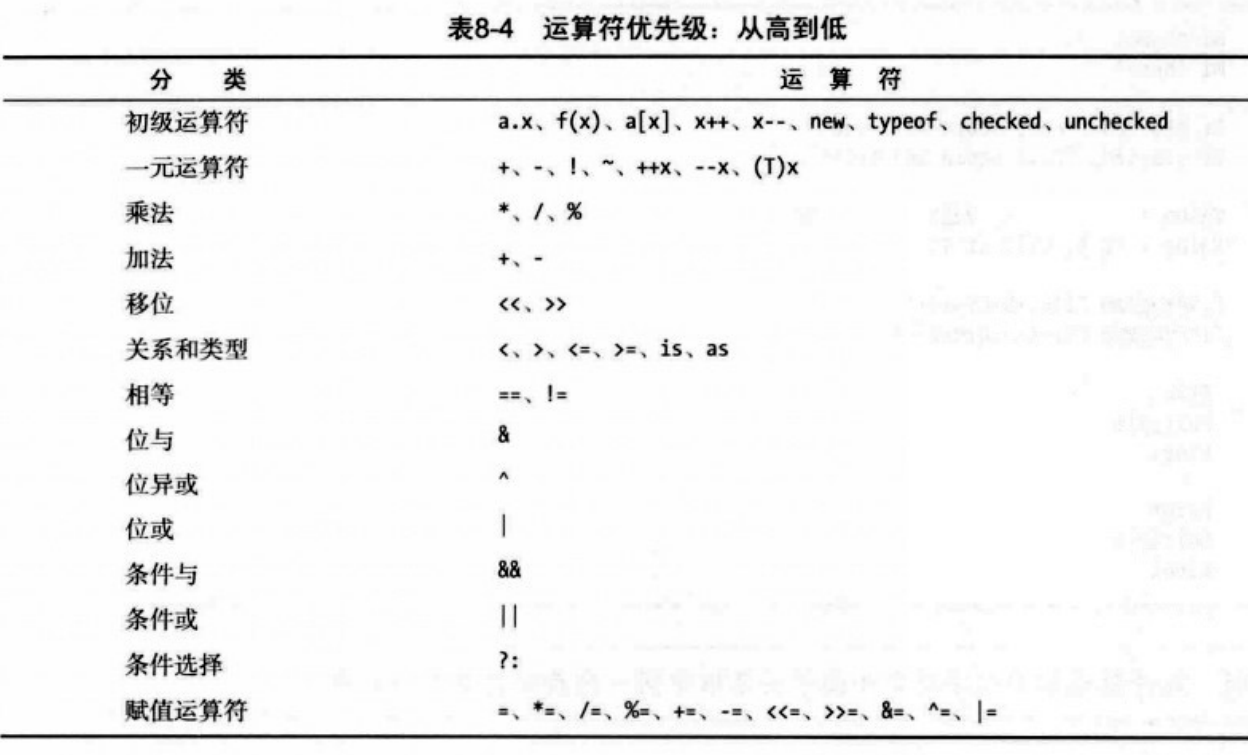 表8-4 运算符优先级：从高到低
分 类 运 算 符
初级运算符 a.x、f(x)、a[x]、x++、x--、new、typeof、checked、unchecked
一元运算符 +、-、!、~、++x、--x、(T)x
乘法 *、/、%
加法 +、-
移位 <<、>>
关系和类型 <、>、<=、>=、is、as
相等 ==、!=
位与 &
位异或 ^
位或 |
条件与 &&
条件或 ||
条件选择 ?:
赋值运算符 =、*=、/=、%=、+=、-=、<<=、>>=、&=、^=、|=